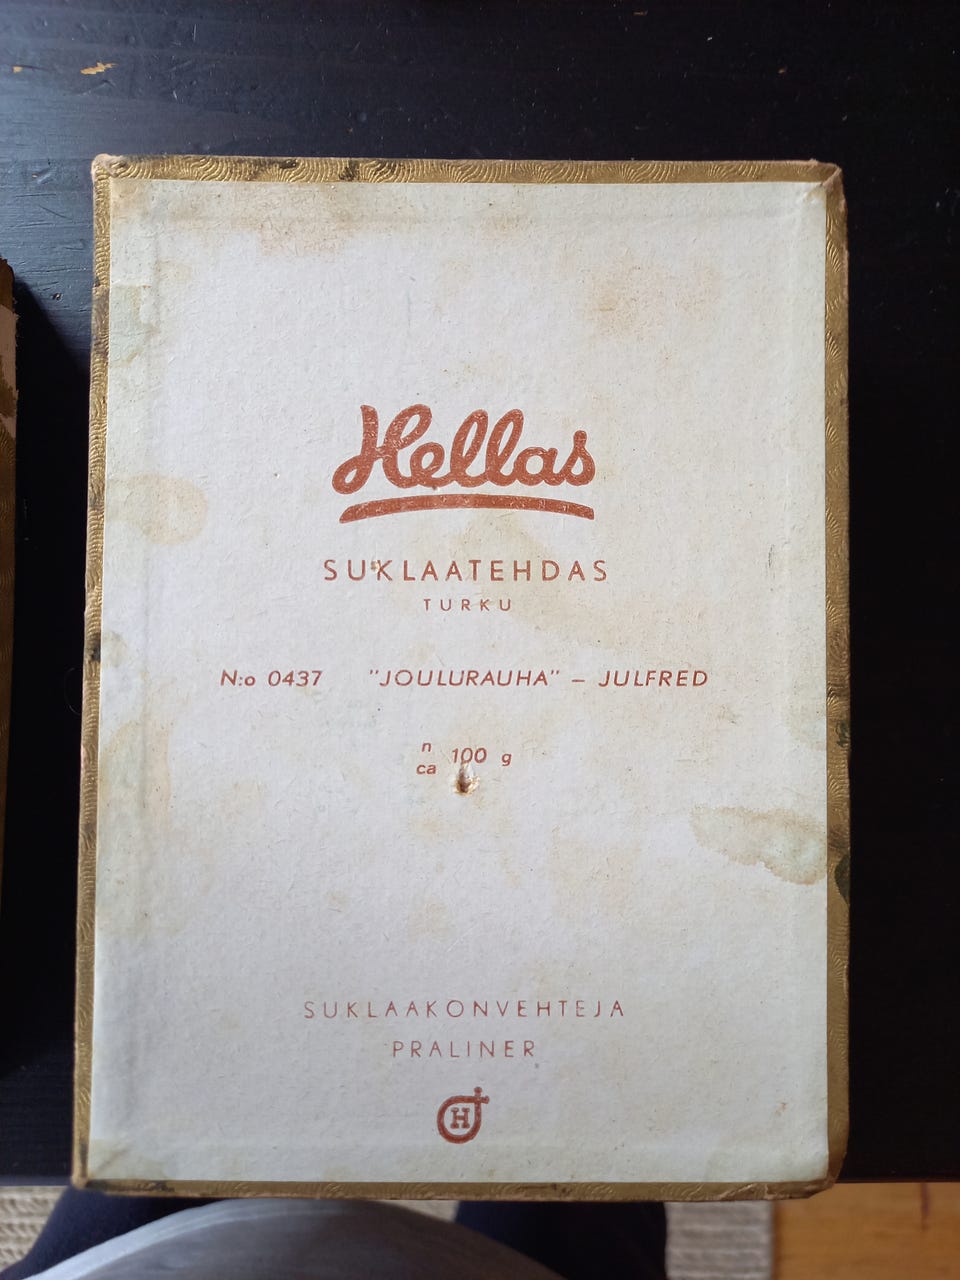 Hellas
SUKLAATEHDAS
TURKU
N:o 0437 "JOULURAUHA" – JULFRED
n
ca 100 g
SUKLAAKONVEHTEJA
PRALINER
H